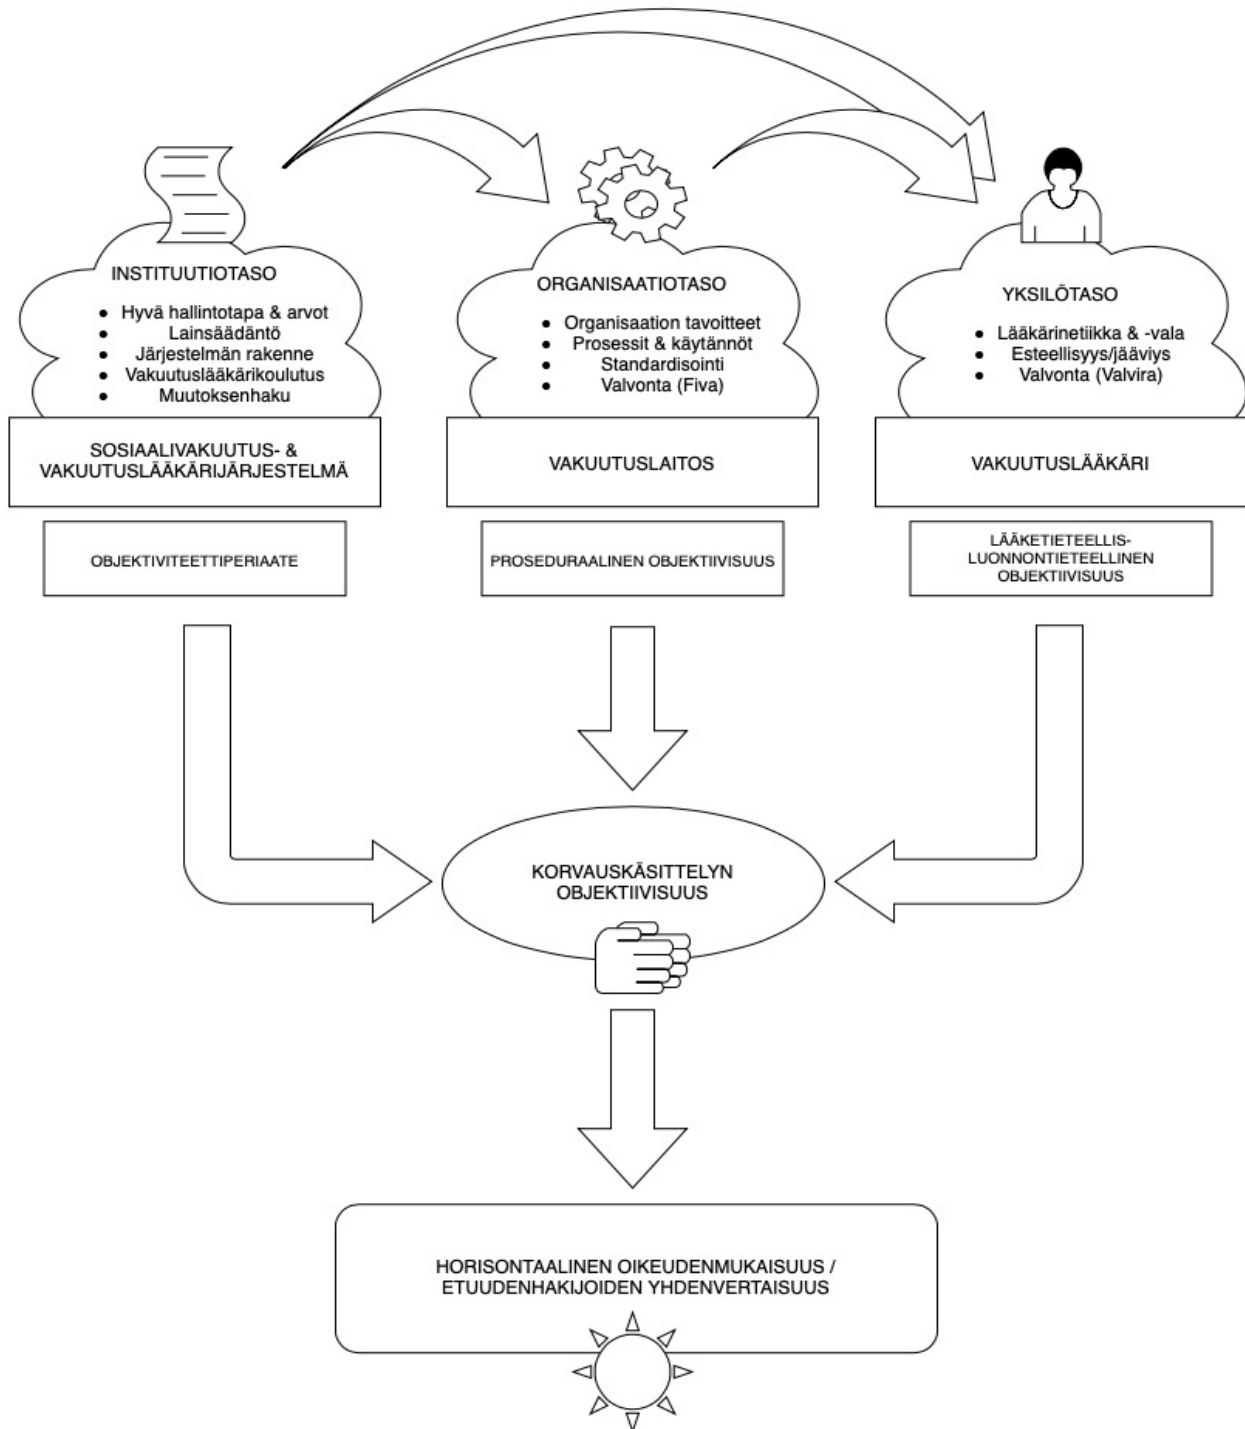 INSTITUUTIOTASO
● Hyvä hallintotapa & arvot
● Lainsäädäntö
● Järjestelmän rakenne
● Vakuutuslääkärikoulutus
● Muutoksenhaku
SOSIAALIVAKUUTUS- &
VAKUUTUSLÄÄKÄRIJÄRJESTELMÄ
OBJEKTIVITEETTIPERIAATE
ORGANISAATIOTASO
● Organisaation tavoitteet
● Prosessit & käytännöt
● Standardisointi
● Valvonta (Fiva)
VAKUUTUSLAITOS
PROSEDURAALINEN OBJEKTIIVISUUS
YKSILÖTASO
● Lääkärinetiikka & -vala
● Esteellisyys/jääviys
● Valvonta (Valvira)
VAKUUTUSLÄÄKÄRI
LÄÄKETIETEELLIS-
LUONNONTIETEELLINEN
OBJEKTIIVISUUS
KORVAUSKÄSITTELYN
OBJEKTIIVISUUS
HORISONTAALINEN OIKEUDENMUKAISUUS /
ETUUDENHAKIJOIDEN YHDENVERTAISUUS